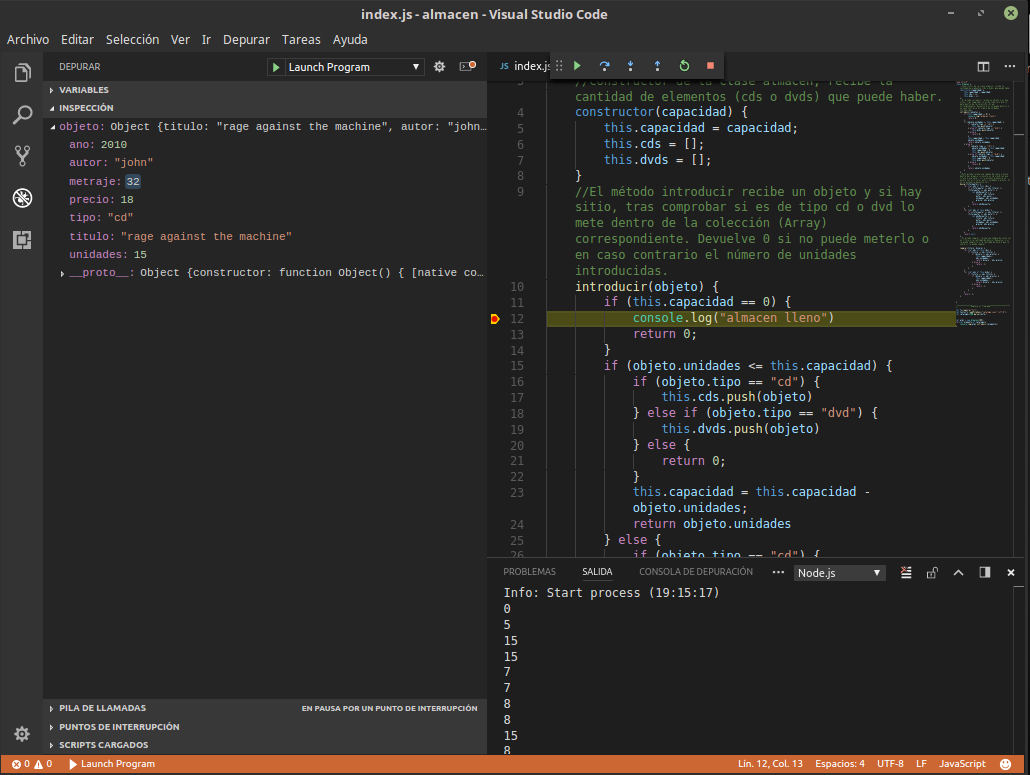 index.js - almacen - Visual Studio Code
Archivo Editar Selección Ver Ir Depurar Tareas Ayuda
DEPURAR
Launch Program
JS index.js
VARIABLES
INSPECCIÓN
objeto: Object {titulo: "rage against the machine", autor: "john…
ano: 2010
autor: "john"
metraje: 32
precio: 18
tipo: "cd"
titulo: "rage against the machine"
unidades: 15
__proto__: Object {constructor: function Object() { [native co…
PILA DE LLAMADAS EN PAUSA POR UN PUNTO DE INTERRUPCIÓN
PUNTOS DE INTERRUPCIÓN
SCRIPTS CARGADOS
3 //constructor de la clase almacen, recibe la
cantidad de elementos (cds o dvds) que puede haber.
4 constructor(capacidad) {
5 this.capacidad = capacidad;
6 this.cds = [];
7 this.dvds = [];
8 }
9 //El método introducir recibe un objeto y si hay
sitio, tras comprobar si es de tipo cd o dvd lo
mete dentro de la colección (Array)
correspondiente. Devuelve 0 si no puede meterlo o
en caso contrario el número de unidades
introducidas.
10 introducir(objeto) {
11 if (this.capacidad == 0) {
12 console.log("almacen lleno")
13 return 0;
14 }
15 if (objeto.unidades <= this.capacidad) {
16 if (objeto.tipo == "cd") {
17 this.cds.push(objeto)
18 } else if (objeto.tipo == "dvd") {
19 this.dvds.push(objeto)
20 } else {
21 return 0;
22 }
23 this.capacidad = this.capacidad -
objeto.unidades;
24 return objeto.unidades
25 } else {
26 if (objeto.tipo == "cd") {
PROBLEMAS SALIDA CONSOLA DE DEPURACIÓN ··· Node.js
Info: Start process (19:15:17)
0
5
15
15
7
7
8
8
15
8
0 0 Launch Program Lín. 12, Col. 13 Espacios: 4 UTF-8 LF JavaScript